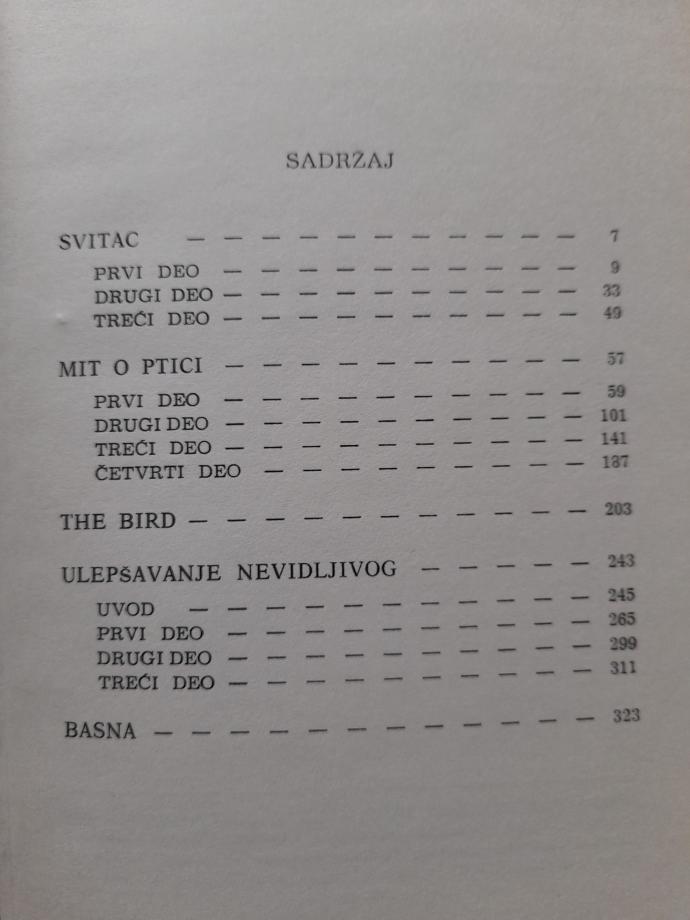 SADRŽAJ
SVITAC — — — — — — — — — — — 7
PRVI DEO — — — — — — — — — — 9
DRUGI DEO — — — — — — — — — — 33
TREĆI DEO — — — — — — — — — — 49
MIT O PTICI — — — — — — — — — — 57
PRVI DEO — — — — — — — — — — 59
DRUGI DEO — — — — — — — — — — 101
TREĆI DEO — — — — — — — — — — 141
ČETVRTI DEO — — — — — — — — — 187
THE BIRD — — — — — — — — — — — 203
ULEPŠAVANJE NEVIDLJIVOG — — — — — 243
UVOD — — — — — — — — — — — 245
PRVI DEO — — — — — — — — — — 265
DRUGI DEO — — — — — — — — — — 299
TREĆI DEO — — — — — — — — — — 311
BASNA — — — — — — — — — — — — 323